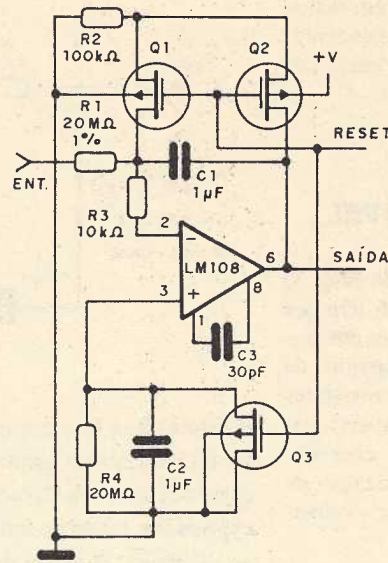 R2
100kΩ
Q1
Q2
+V
R1
20MΩ
1%
ENT.
C1
1μF
RESET
R3
10kΩ
2
−
LM108
6
SAÍDA
3
+
8
1
C3
30pF
R4
20MΩ
C2
1μF
Q3